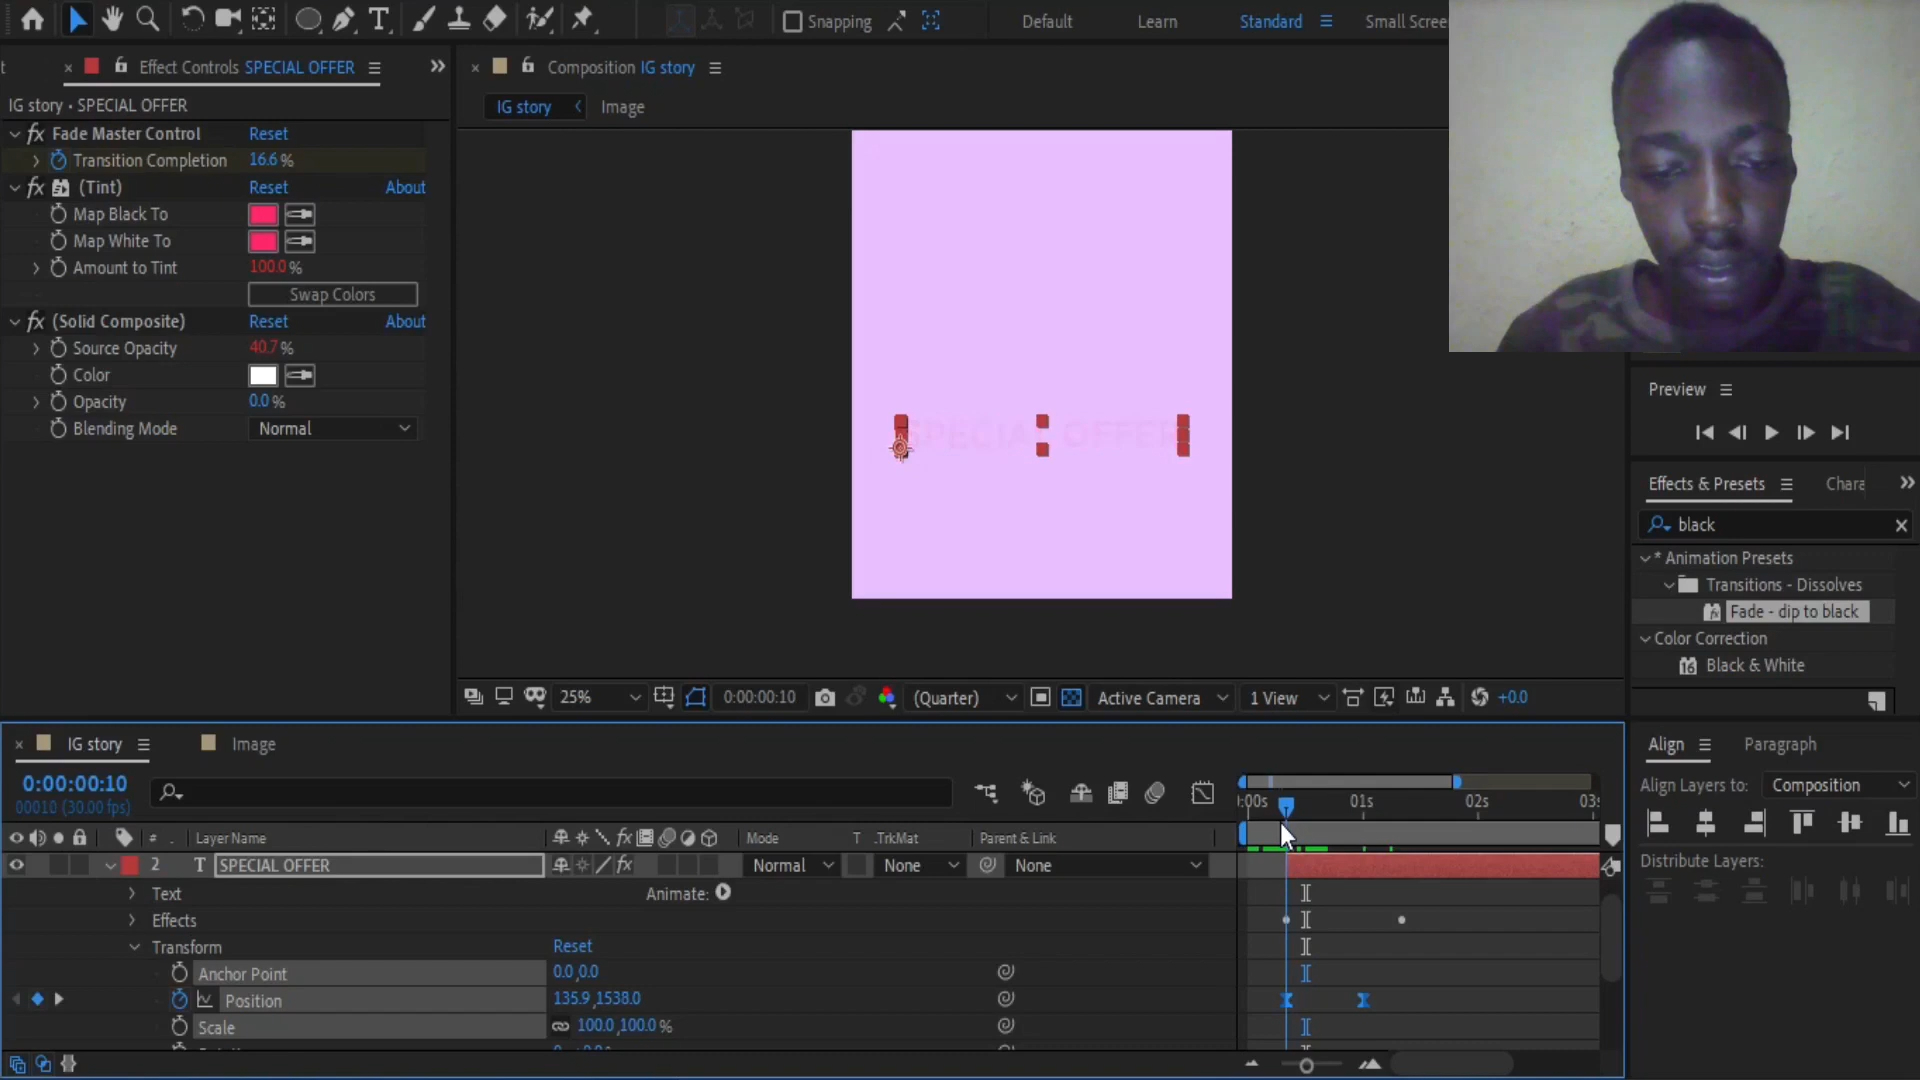 Snapping
Default
Learn
Standard
Small Scree
Effect Controls SPECIAL OFFER
Composition IG story
IG story • SPECIAL OFFER
IG story
Image
Fade Master Control Reset
Transition Completion 16.6 %
fx (Tint) Reset About
Map Black To
Map White To
Amount to Tint 100.0 %
Swap Colors
fx (Solid Composite) Reset About
Source Opacity 40.7 %
Color
Opacity 0.0 %
Blending Mode Normal
SPECIAL OFFER
Preview
Effects & Presets
Chara
black
* Animation Presets
Transitions - Dissolves
Fade - dip to black
Color Correction
Black & White
25%
0:00:00:10
(Quarter)
Active Camera
1 View
+0.0
IG story
Image
Align
Paragraph
Align Layers to: Composition
Distribute Layers:
0:00:00:10
00010 (30.00 fps)
:00s 01s 02s 03s
# . Layer Name fx Mode T .TrkMat Parent & Link
2 T SPECIAL OFFER fx Normal None None
Text Animate:
Effects
Transform Reset
Anchor Point 0.0,0.0
Position 135.9,1538.0
Scale 100.0,100.0 %